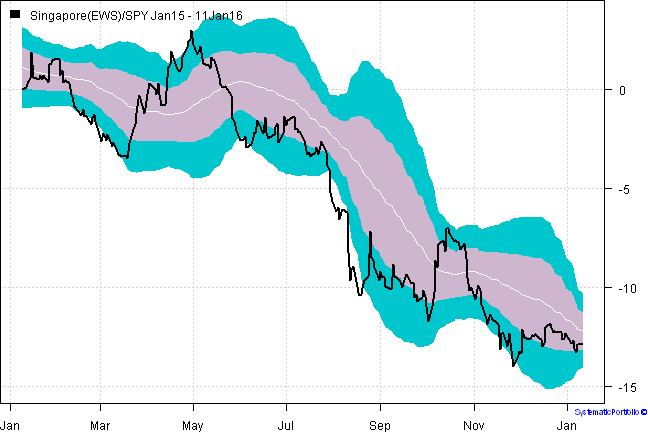 Singapore(EWS)/SPY Jan15 - 11Jan16
0
-5
-10
-15
SystematicPortfolio ©
Jan Mar May Jul Sep Nov Jan